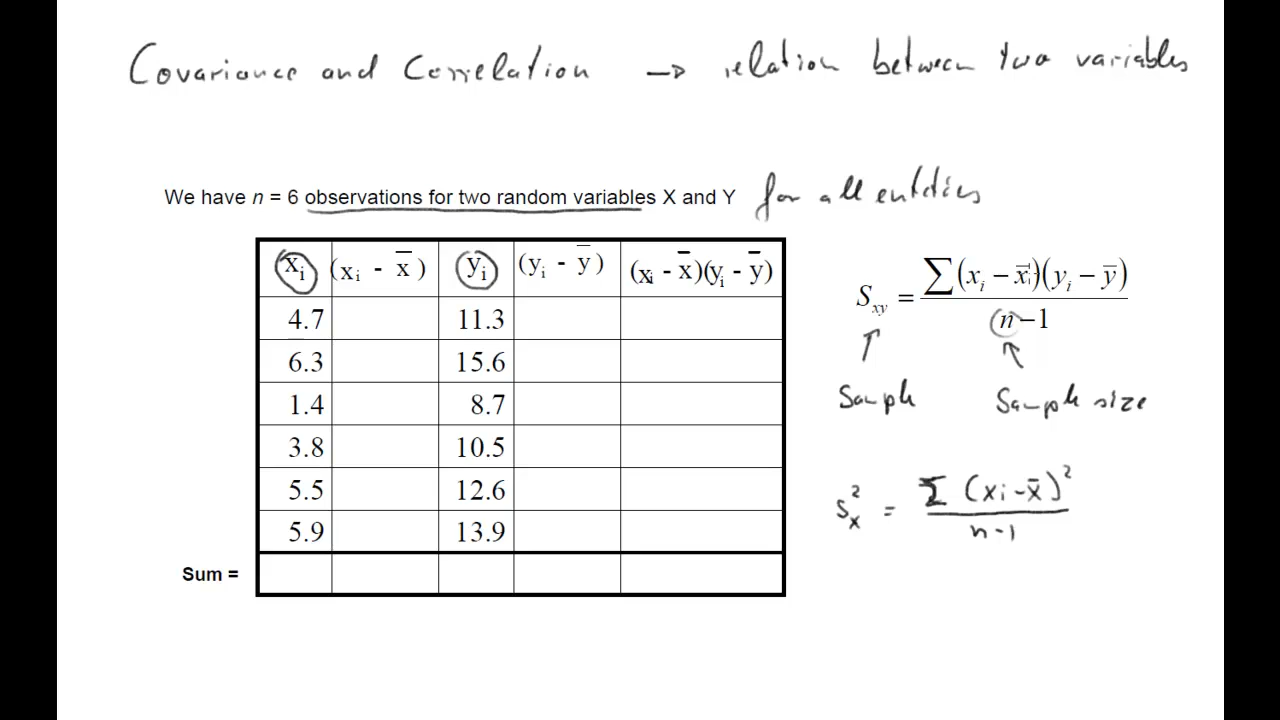 Covariance and Correlation → relation between two variables
We have n = 6 observations for two random variables X and Y for all entities
xi (xi - x̄) yi (yi - ȳ) (xi - x̄)(yi - ȳ)
4.7 11.3
6.3 15.6
1.4 8.7
3.8 10.5
5.5 12.6
5.9 13.9
Sum =
Sxy = ∑(xi − x̄)(yi − ȳ) / n−1
Sample Sample size
Sx² = Σ (xi - x̄)² / n-1